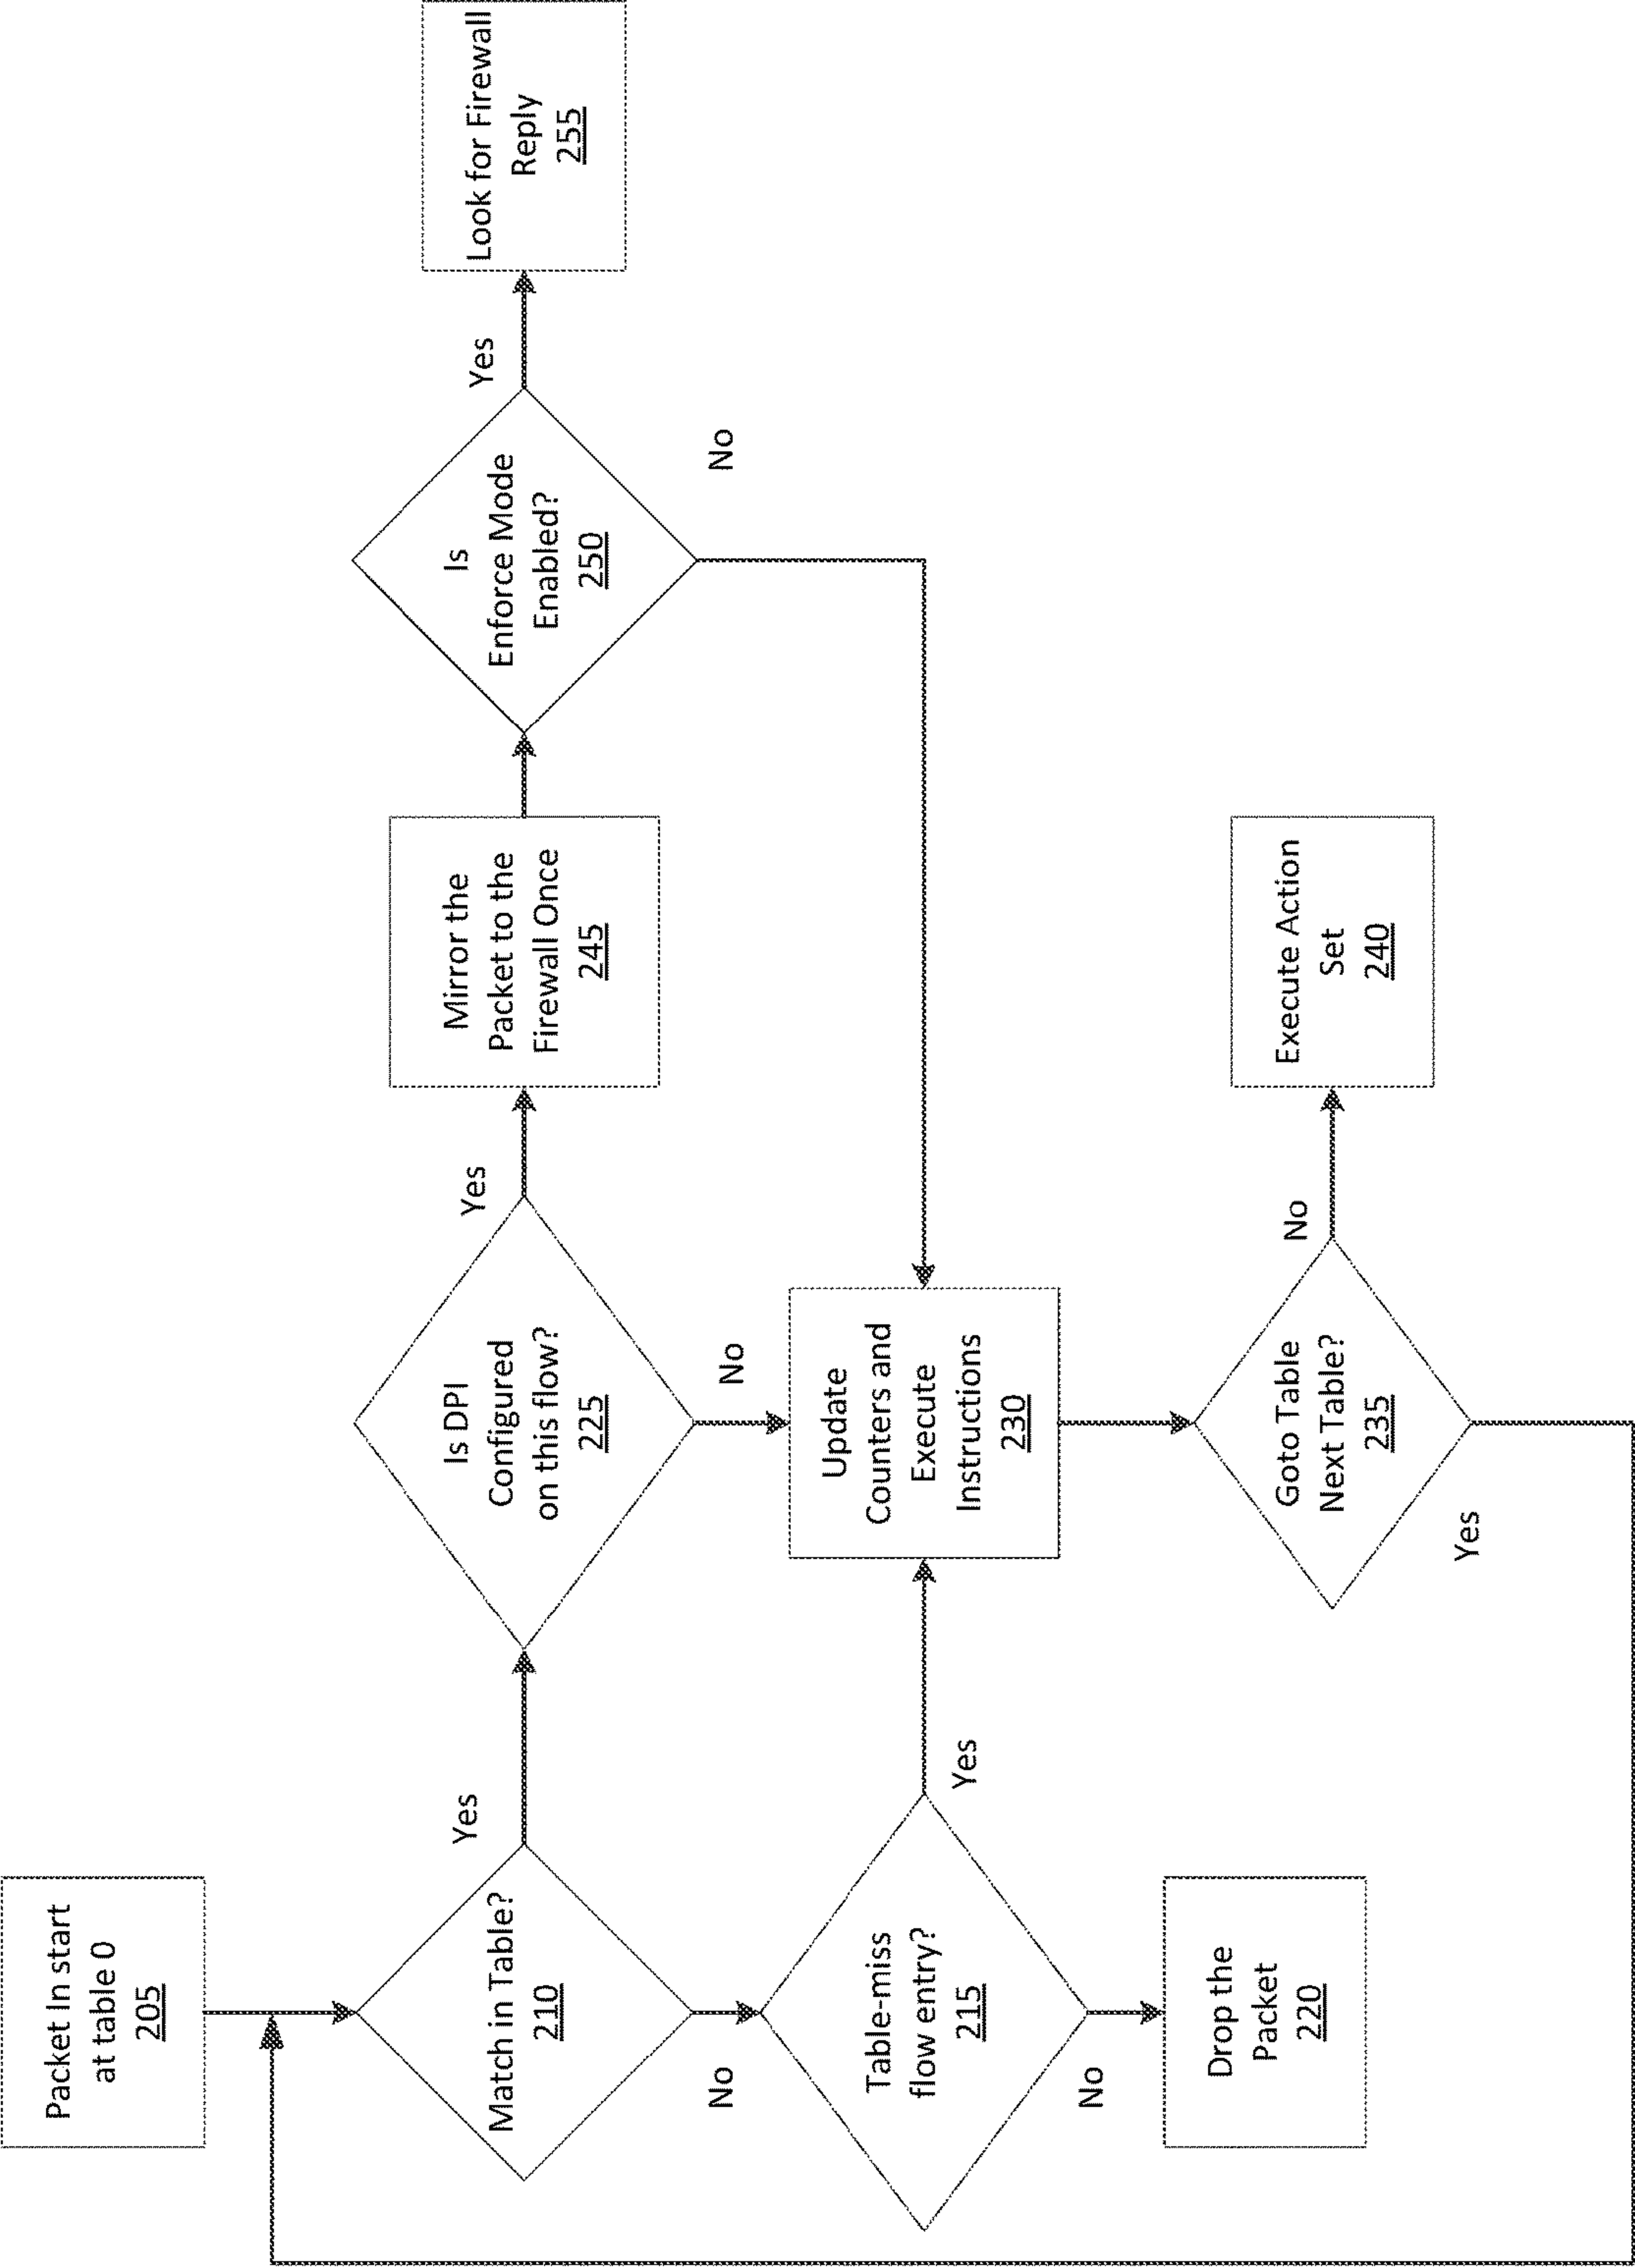 Packet In start
at table 0
205
Match in Table?
210
Yes
No
Table-miss
flow entry?
215
Yes
No
Drop the
Packet
220
Is DPI
Configured
on this flow?
225
Yes
No
Update
Counters and
Execute
Instructions
230
Goto Table
Next Table?
235
Yes
No
Execute Action
Set
240
Mirror the
Packet to the
Firewall Once
245
Is
Enforce Mode
Enabled?
250
Yes
No
Look for Firewall
Reply
255